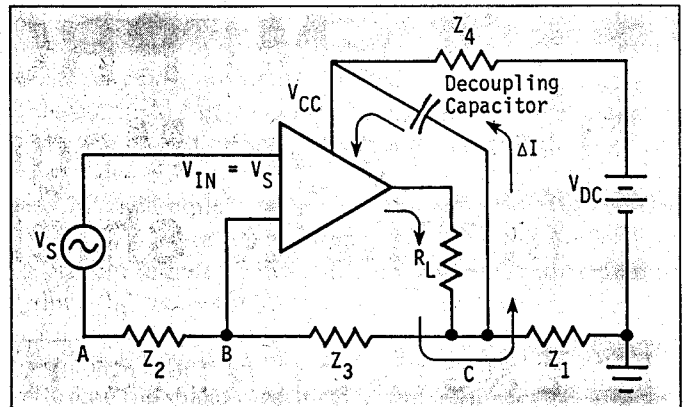 Z4
Decoupling
Capacitor
VCC
ΔI
VIN = VS
VDC
VS
RL
A
Z2
B
Z3
C
Z1